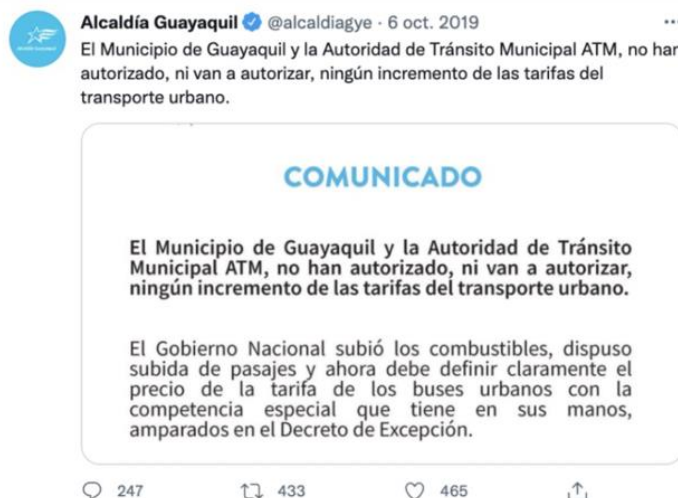 Alcaldía Guayaquil @alcaldiagye · 6 oct. 2019
El Municipio de Guayaquil y la Autoridad de Tránsito Municipal ATM, no han
autorizado, ni van a autorizar, ningún incremento de las tarifas del
transporte urbano.
COMUNICADO
El Municipio de Guayaquil y la Autoridad de Tránsito
Municipal ATM, no han autorizado, ni van a autorizar,
ningún incremento de las tarifas del transporte urbano.
El Gobierno Nacional subió los combustibles, dispuso
subida de pasajes y ahora debe definir claramente el
precio de la tarifa de los buses urbanos con la
competencia especial que tiene en sus manos,
amparados en el Decreto de Excepción.
247 433 465